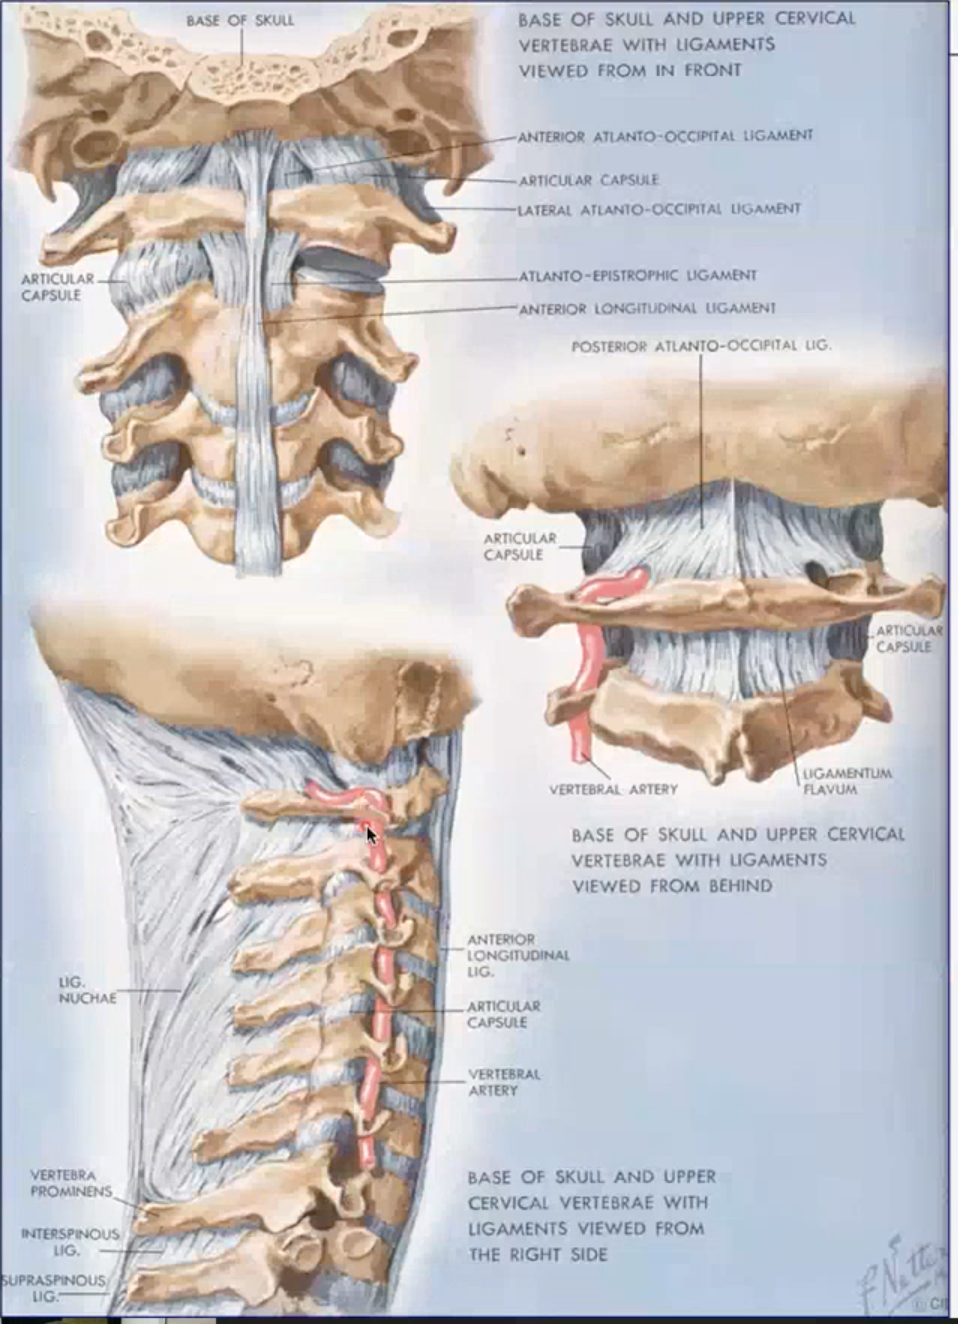 BASE OF SKULL
BASE OF SKULL AND UPPER CERVICAL
VERTEBRAE WITH LIGAMENTS
VIEWED FROM IN FRONT
ANTERIOR ATLANTO-OCCIPITAL LIGAMENT
ARTICULAR CAPSULE
LATERAL ATLANTO-OCCIPITAL LIGAMENT
ARTICULAR
CAPSULE
ATLANTO-EPISTROPHIC LIGAMENT
ANTERIOR LONGITUDINAL LIGAMENT
POSTERIOR ATLANTO-OCCIPITAL LIG.
ARTICULAR
CAPSULE
ARTICULAR
CAPSULE
VERTEBRAL ARTERY
LIGAMENTUM
FLAVUM
BASE OF SKULL AND UPPER CERVICAL
VERTEBRAE WITH LIGAMENTS
VIEWED FROM BEHIND
ANTERIOR
LONGITUDINAL
LIG.
LIG.
NUCHAE
ARTICULAR
CAPSULE
VERTEBRAL
ARTERY
VERTEBRA
PROMINENS
INTERSPINOUS
LIG.
SUPRASPINOUS
LIG.
BASE OF SKULL AND UPPER
CERVICAL VERTEBRAE WITH
LIGAMENTS VIEWED FROM
THE RIGHT SIDE
F. Netter